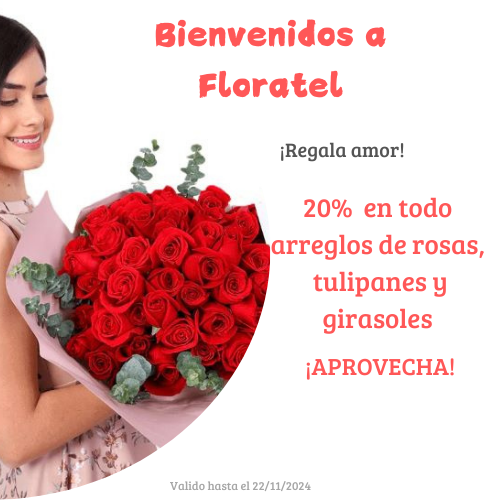 Bienvenidos a
Floratel
¡Regala amor!
20% en todo
arreglos de rosas,
tulipanes y
girasoles
¡APROVECHA!
Valido hasta el 22/11/2024